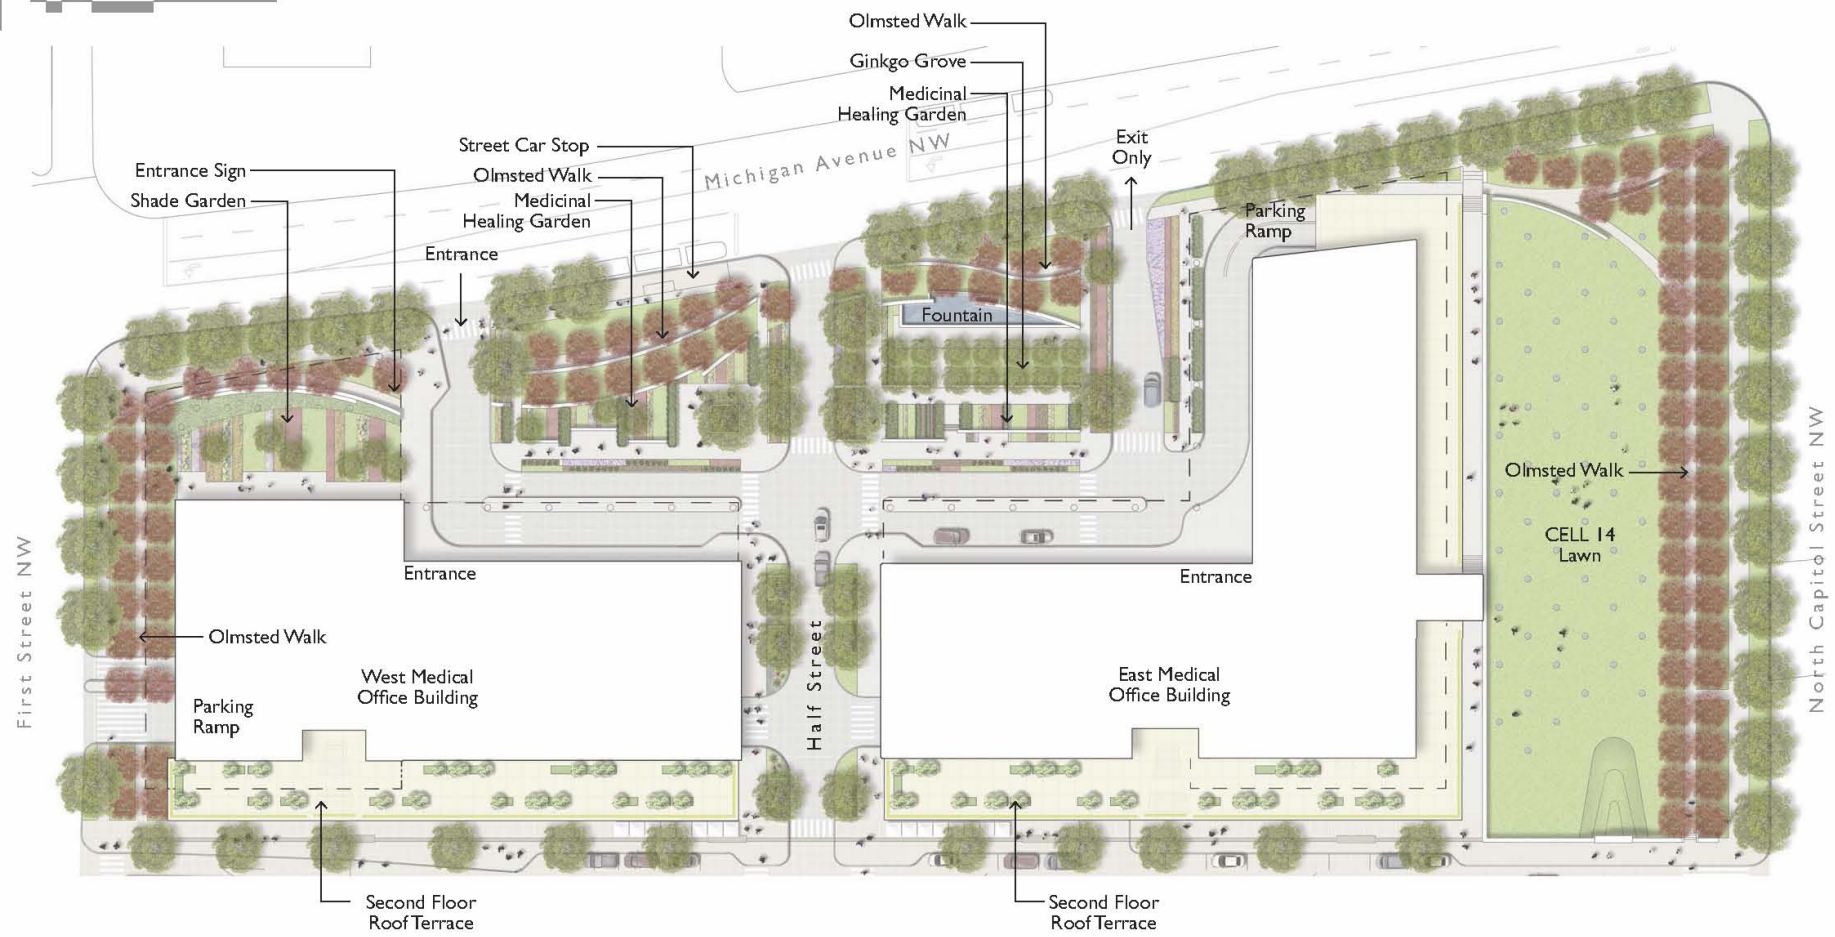 Olmsted Walk
Ginkgo Grove
Medicinal
Healing Garden
Exit
Only
Street Car Stop
Michigan Avenue NW
Entrance Sign
Olmsted Walk
Shade Garden
Medicinal
Healing Garden
Parking
Ramp
Entrance
Fountain
Olmsted Walk
CELL 14
Lawn
First Street NW
North Capitol Street NW
Entrance
Entrance
Olmsted Walk
Half Street
West Medical
Office Building
East Medical
Office Building
Parking
Ramp
Second Floor
Roof Terrace
Second Floor
Roof Terrace